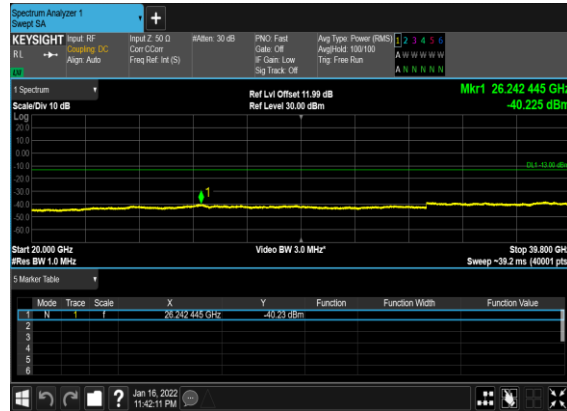 Spectrum Analyzer 1
Swept SA
+
KEYSIGHT Input: RF Input Z: 50 Ω #Atten: 30 dB PNO: Fast Avg Type: Power (RMS) 1 2 3 4 5 6
RL Coupling: DC Corr CCorr Gate: Off Avg|Hold: 100/100 A W W W W W
Align: Auto Freq Ref: Int (S) IF Gain: Low Trig: Free Run
LW Sig Track: Off A N N N N N
1 Spectrum Ref Lvl Offset 11.99 dB Mkr1 26.242 445 GHz
Scale/Div 10 dB Ref Level 30.00 dBm -40.225 dBm
Log
20.0
10.0
0.00
-10.0
DL1 -13.00 dBm
-20.0
-30.0
1
-40.0
-50.0
-60.0
Start 20.000 GHz Video BW 3.0 MHz* Stop 39.800 GHz
#Res BW 1.0 MHz Sweep ~39.2 ms (40001 pts
5 Marker Table
Mode Trace Scale X Y Function Function Width Function Value
1 N 1 f 26.242 445 GHz -40.23 dBm
2
3
4
5
6
? Jan 16, 2022
11:42:11 PM